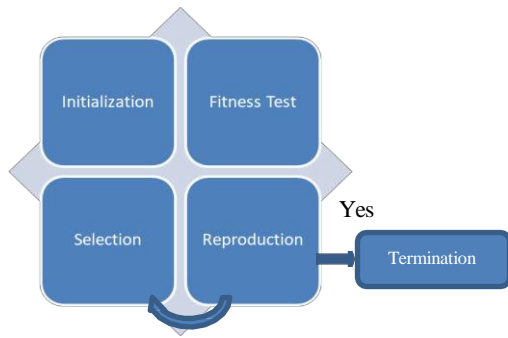 Initialization
Fitness Test
Selection
Reproduction
Yes
Termination